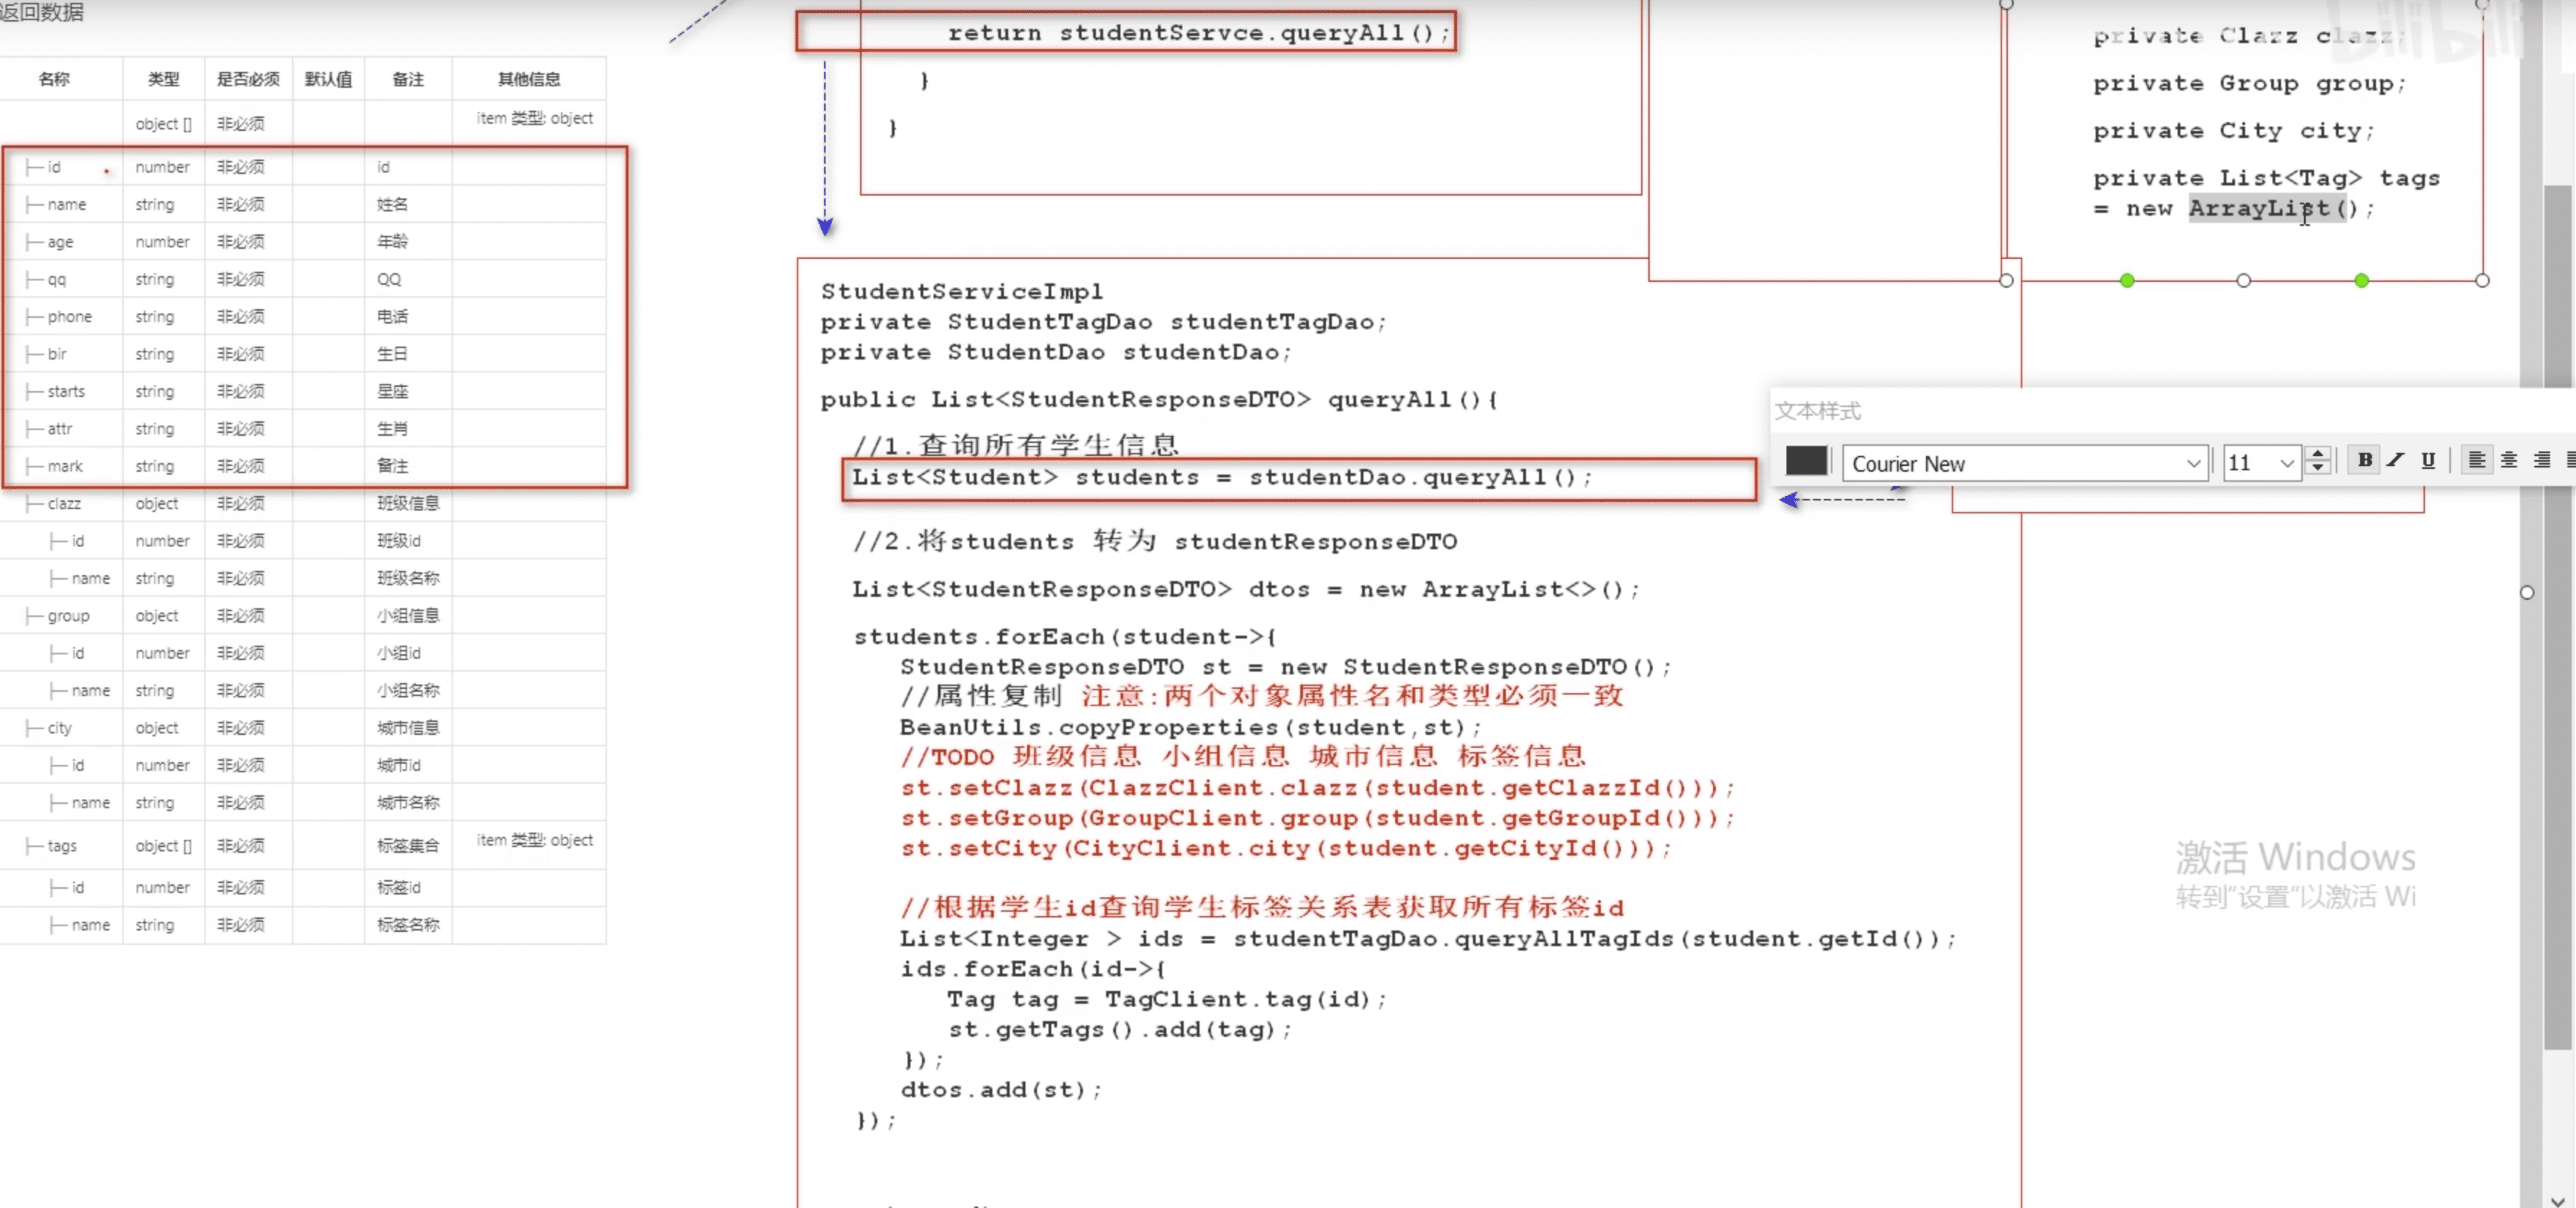 返回数据
名称 类型 是否必须 默认值 备注 其他信息
object [] 非必须 item 类型: object
├─ id number 非必须 id
├─ name string 非必须 姓名
├─ age number 非必须 年龄
├─ qq string 非必须 QQ
├─ phone string 非必须 电话
├─ bir string 非必须 生日
├─ starts string 非必须 星座
├─ attr string 非必须 生肖
├─ mark string 非必须 备注
├─ clazz object 非必须 班级信息
├─ id number 非必须 班级id
├─ name string 非必须 班级名称
├─ group object 非必须 小组信息
├─ id number 非必须 小组id
├─ name string 非必须 小组名称
├─ city object 非必须 城市信息
├─ id number 非必须 城市id
├─ name string 非必须 城市名称
├─ tags object [] 非必须 标签集合 item 类型: object
├─ id number 非必须 标签id
├─ name string 非必须 标签名称
return studentServce.queryAll();
}
}
StudentServiceImpl
private StudentTagDao studentTagDao;
private StudentDao studentDao;
public List<StudentResponseDTO> queryAll(){
//1.查询所有学生信息
List<Student> students = studentDao.queryAll();
//2.将students 转为 studentResponseDTO
List<StudentResponseDTO> dtos = new ArrayList<>();
students.forEach(student->{
StudentResponseDTO st = new StudentResponseDTO();
//属性复制 注意:两个对象属性名和类型必须一致
BeanUtils.copyProperties(student,st);
//TODO 班级信息 小组信息 城市信息 标签信息
st.setClazz(ClazzClient.clazz(student.getClazzId()));
st.setGroup(GroupClient.group(student.getGroupId()));
st.setCity(CityClient.city(student.getCityId()));
//根据学生id查询学生标签关系表获取所有标签id
List<Integer > ids = studentTagDao.queryAllTagIds(student.getId());
ids.forEach(id->{
Tag tag = TagClient.tag(id);
st.getTags().add(tag);
});
dtos.add(st);
});
private Clazz clazz;
private Group group;
private City city;
private List<Tag> tags
= new ArrayList();
bilibili
文本样式
Courier New 11 B I U
激活 Windows
转到"设置"以激活 Wi